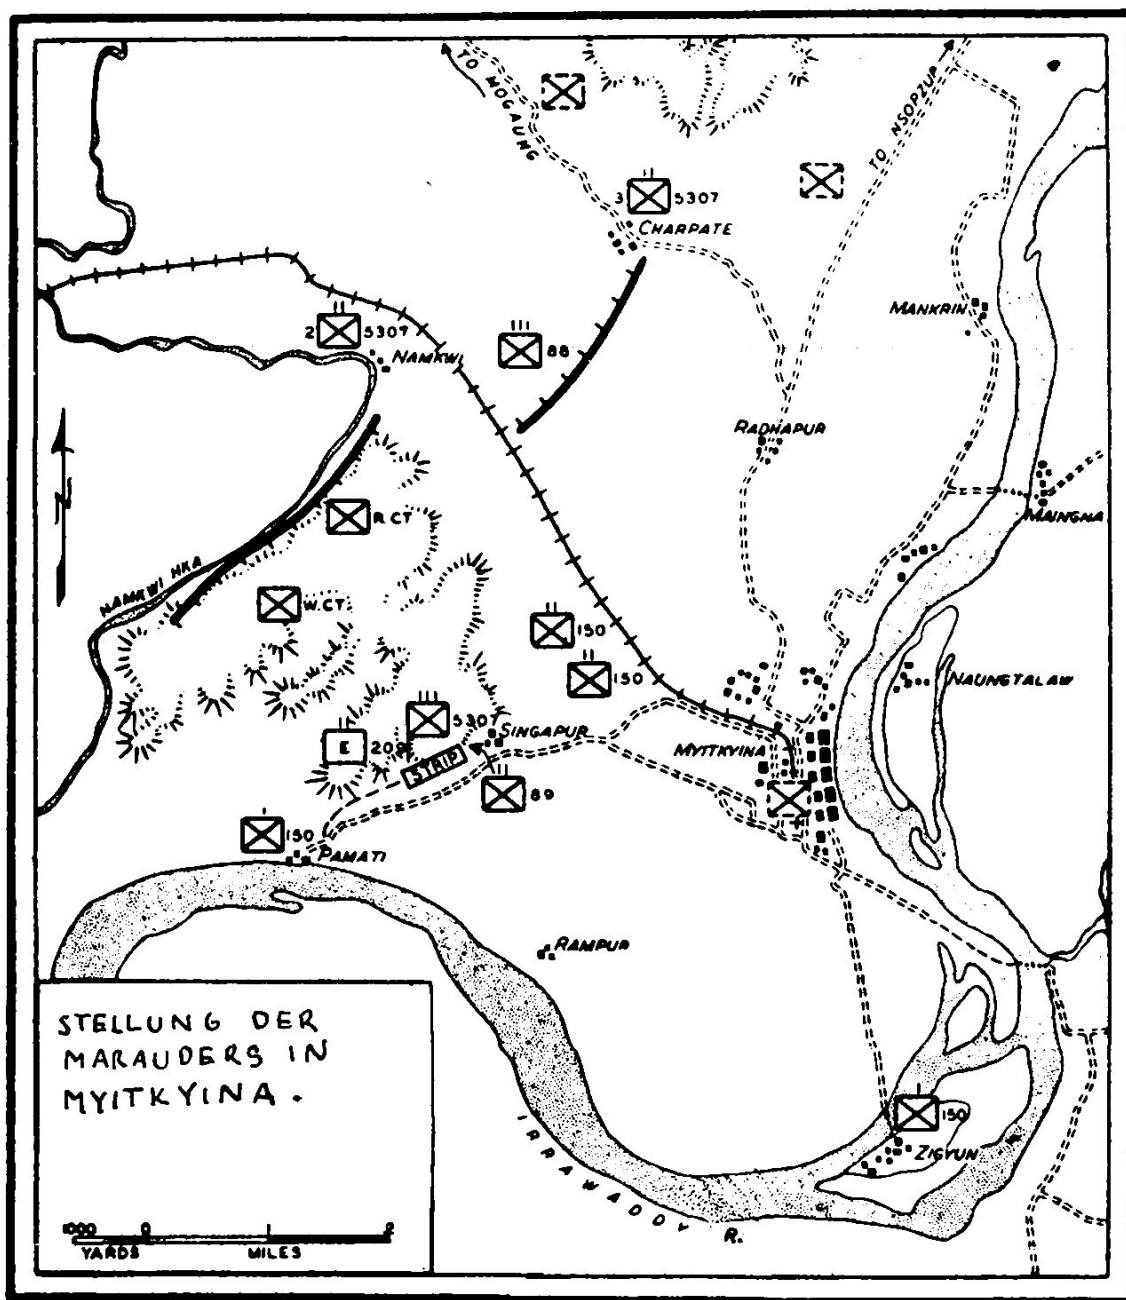 TO MOGAUNG
TO NSOPZUP
3 5307
CHARPATE
MANKRIN
2 5307
NAMKWI
88
RADHAPUR
MAINGNA
R CT
NAMKWI HKA
W.CT
150
150
NAUNGTALAW
5307
SINGAPUR
E 209
STRIP
MYITKYINA
89
150
PAMATI
RAMPUR
STELLUNG DER
MARAUDERS IN
MYITKYINA.
150
ZIGYUN
IRRAWADDY R.
1000 0 1 2
YARDS MILES